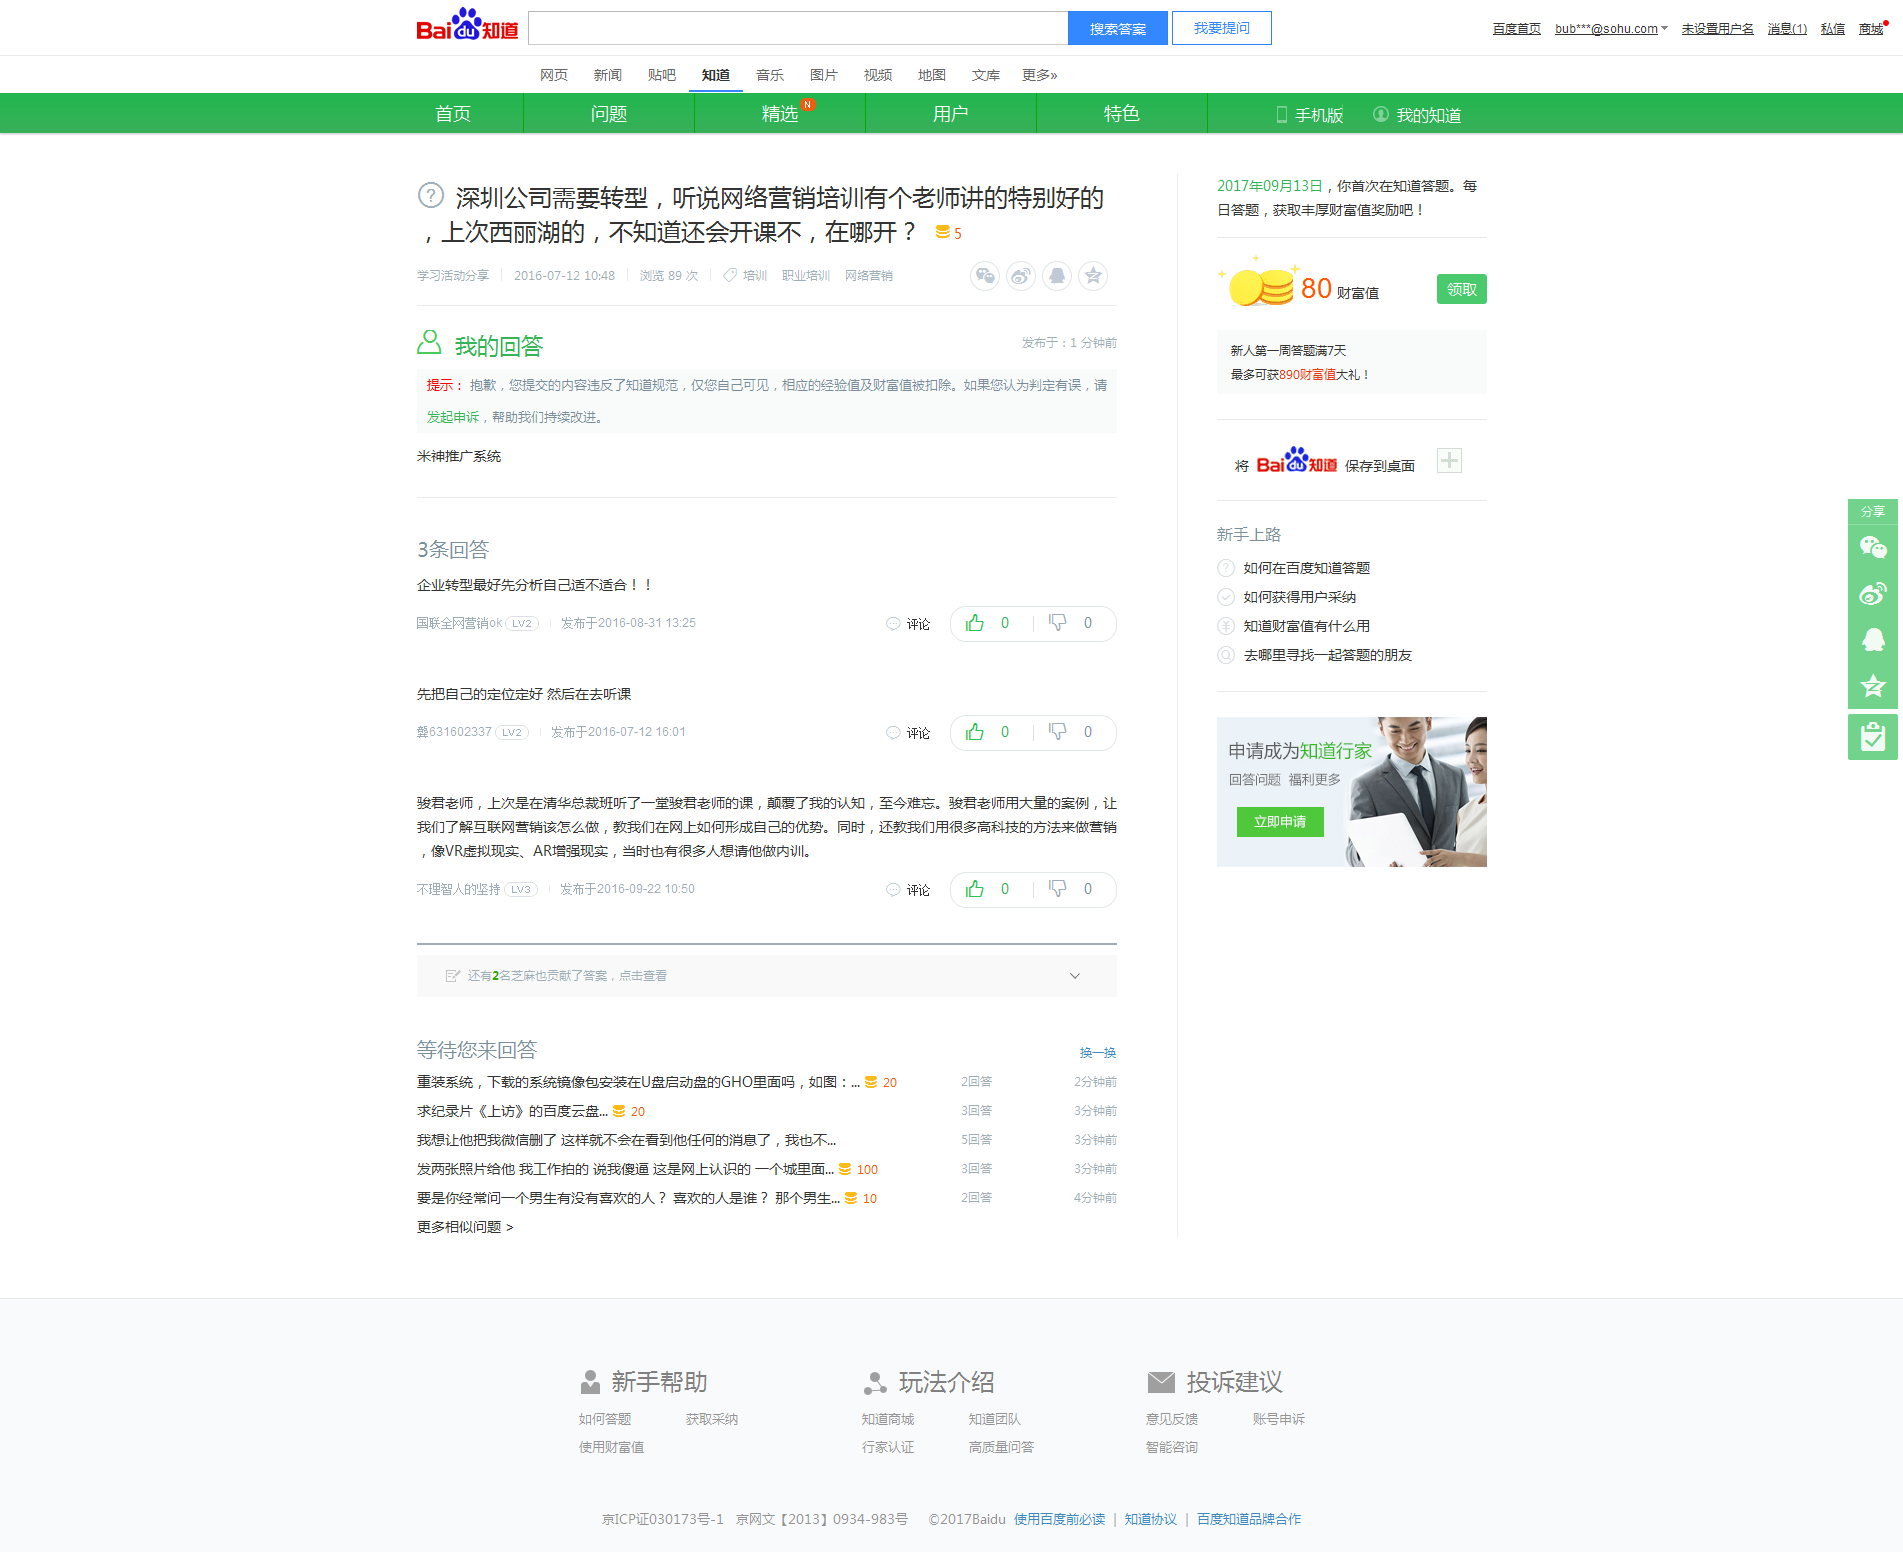 Bai du 知道
搜索答案
我要提问
百度首页 bub***@sohu.com 未设置用户名 消息(1) 私信 商城
网页 新闻 贴吧 知道 音乐 图片 视频 地图 文库 更多»
首页 问题 精选 N 用户 特色 手机版 我的知道
深圳公司需要转型，听说网络营销培训有个老师讲的特别好的
，上次西丽湖的，不知道还会开课不，在哪开？ 5
学习活动分享 2016-07-12 10:48 浏览 89 次 培训 职业培训 网络营销
我的回答 发布于：1 分钟前
提示： 抱歉，您提交的内容违反了知道规范，仅您自己可见，相应的经验值及财富值被扣除。如果您认为判定有误，请
发起申诉，帮助我们持续改进。
米神推广系统
3条回答
企业转型最好先分析自己适不适合！！
国联全网营销ok LV2 发布于2016-08-31 13:25 评论 0 0
先把自己的定位定好 然后在去听课
龑631602337 LV2 发布于2016-07-12 16:01 评论 0 0
骏君老师，上次是在清华总裁班听了一堂骏君老师的课，颠覆了我的认知，至今难忘。骏君老师用大量的案例，让
我们了解互联网营销该怎么做，教我们在网上如何形成自己的优势。同时，还教我们用很多高科技的方法来做营销
，像VR虚拟现实、AR增强现实，当时也有很多人想请他做内训。
不理智人的坚持 LV3 发布于2016-09-22 10:50 评论 0 0
还有2名芝麻也贡献了答案，点击查看
等待您来回答 换一换
重装系统，下载的系统镜像包安装在U盘启动盘的GHO里面吗，如图：... 20 2回答 2分钟前
求纪录片《上访》的百度云盘... 20 3回答 3分钟前
我想让他把我微信删了 这样就不会在看到他任何的消息了，我也不... 5回答 3分钟前
发两张照片给他 我工作拍的 说我傻逼 这是网上认识的 一个城里面... 100 3回答 3分钟前
要是你经常问一个男生有没有喜欢的人？ 喜欢的人是谁？ 那个男生... 10 2回答 4分钟前
更多相似问题 >
2017年09月13日，你首次在知道答题。每
日答题，获取丰厚财富值奖励吧！
80 财富值 领取
新人第一周答题满7天
最多可获890财富值大礼！
将 Bai du 知道 保存到桌面
新手上路
如何在百度知道答题
如何获得用户采纳
知道财富值有什么用
去哪里寻找一起答题的朋友
申请成为知道行家
回答问题 福利更多
立即申请
分享
新手帮助 玩法介绍 投诉建议
如何答题 获取采纳 知道商城 知道团队 意见反馈 账号申诉
使用财富值 行家认证 高质量问答 智能咨询
京ICP证030173号-1 京网文【2013】0934-983号 ©2017Baidu 使用百度前必读 | 知道协议 | 百度知道品牌合作